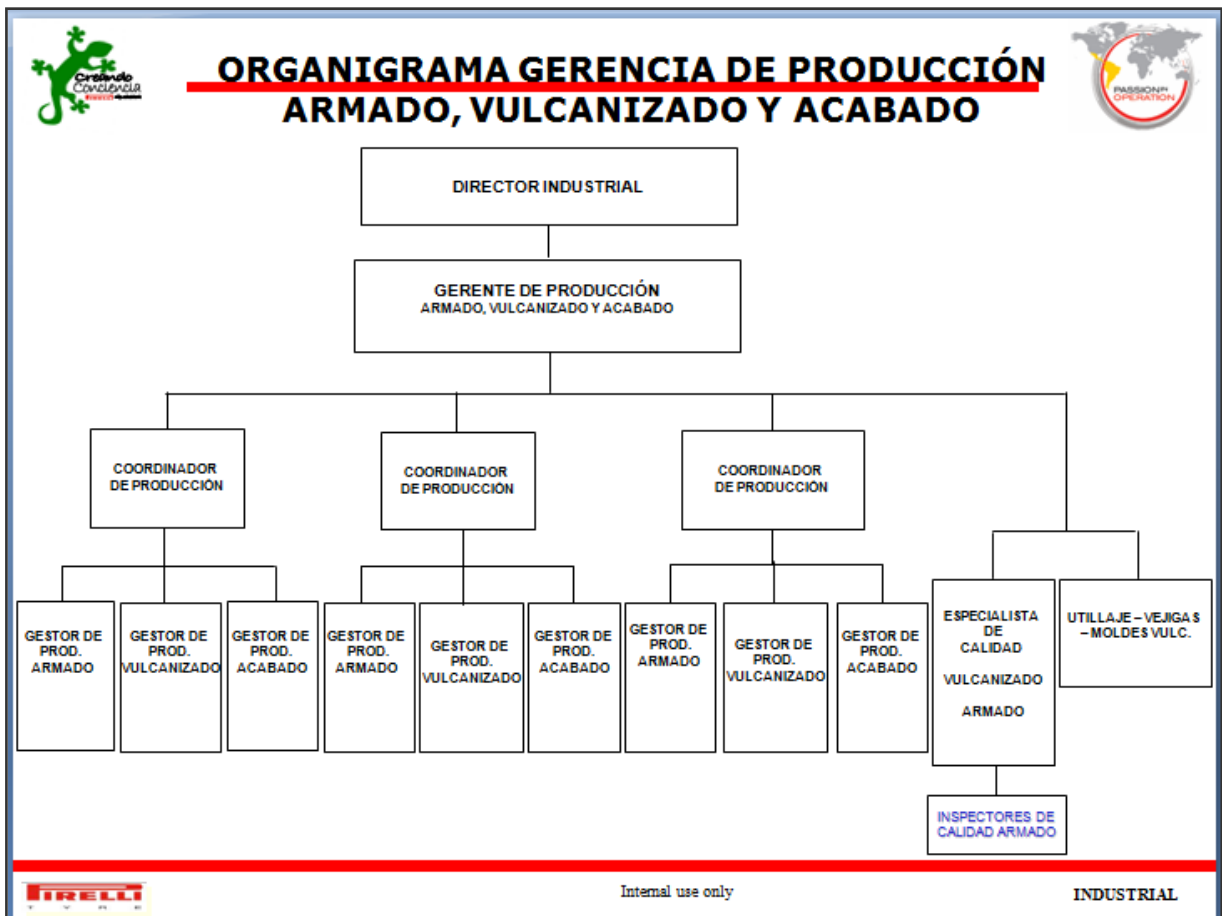 Creando
Conciencia
ORGANIGRAMA GERENCIA DE PRODUCCIÓN
ARMADO, VULCANIZADO Y ACABADO
PASSION
OPERATION
DIRECTOR INDUSTRIAL
GERENTE DE PRODUCCIÓN
ARMADO, VULCANIZADO Y ACABADO
COORDINADOR
DE PRODUCCIÓN
COORDINADOR
DE PRODUCCIÓN
COORDINADOR
DE PRODUCCIÓN
GESTOR DE
PROD.
ARMADO
GESTOR DE
PROD.
VULCANIZADO
GESTOR DE
PROD.
ACABADO
GESTOR DE
PROD.
ARMADO
GESTOR DE
PROD.
VULCANIZADO
GESTOR DE
PROD.
ACABADO
GESTOR DE
PROD.
ARMADO
GESTOR DE
PROD.
VULCANIZADO
GESTOR DE
PROD.
ACABADO
ESPECIALISTA
DE
CALIDAD
VULCANIZADO
ARMADO
UTILLAJE – VEJIGAS
– MOLDES VULC.
INSPECTORES DE
CALIDAD ARMADO
PIRELLI
TYRE
Internal use only
INDUSTRIAL